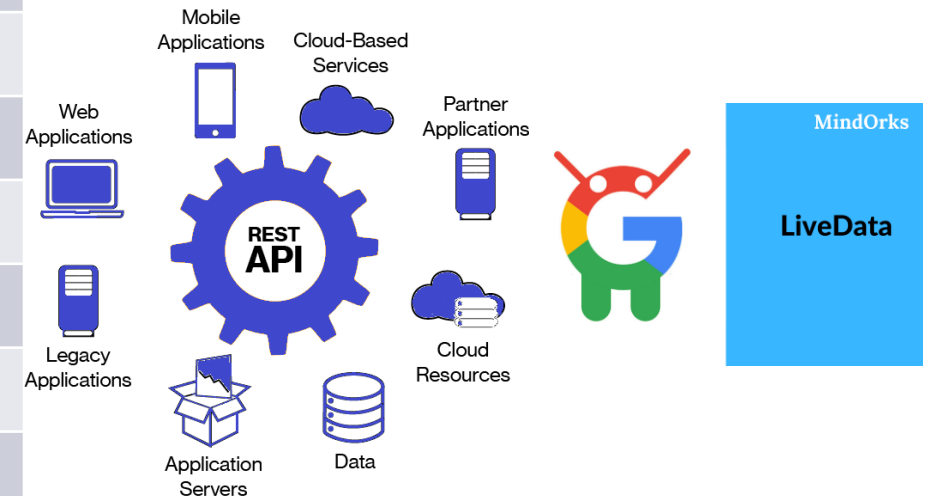 Mobile
Applications
Cloud-Based
Services
Web
Applications
Partner
Applications
REST
API
Legacy
Applications
Cloud
Resources
Application
Servers
Data
MindOrks
LiveData